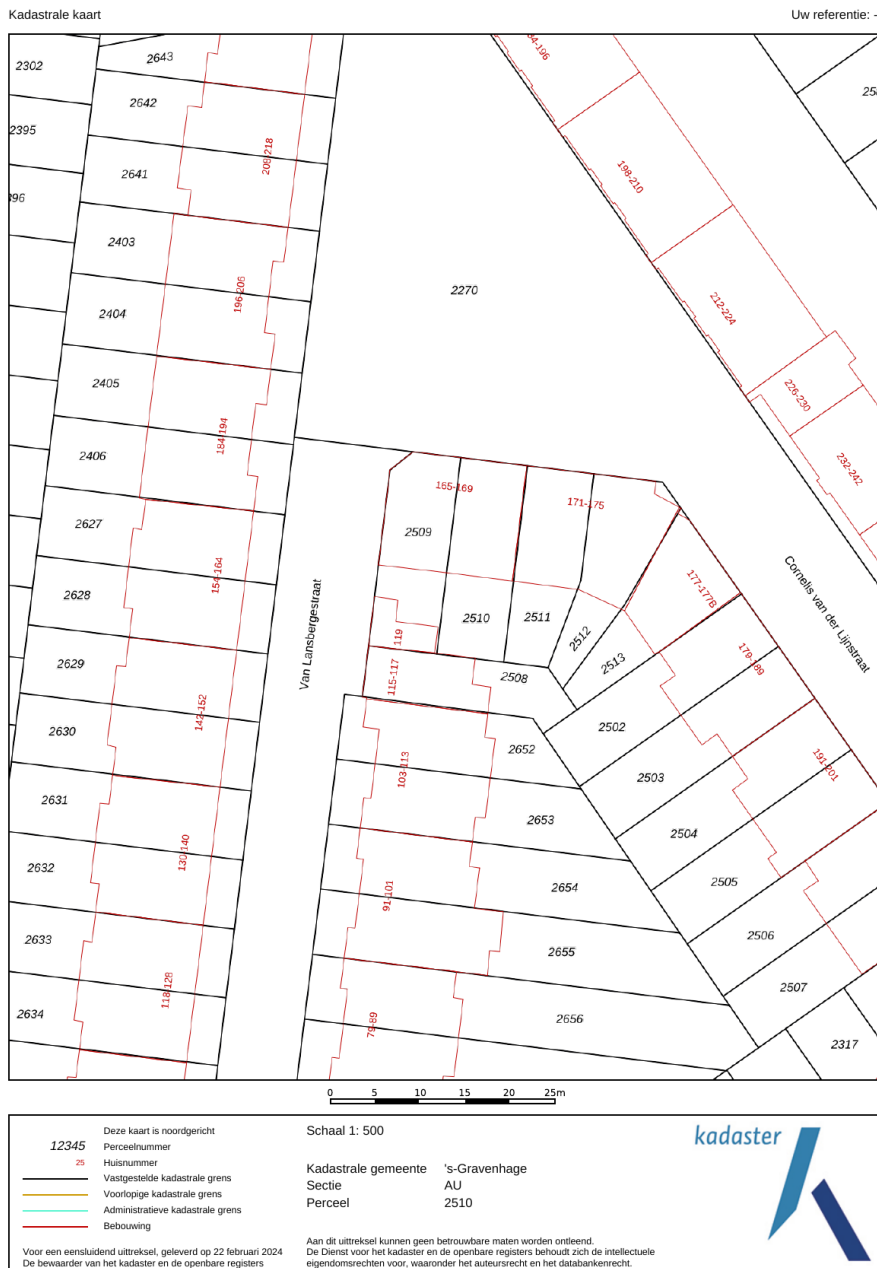 Kadastrale kaart
Uw referentie: -
2643
2302
2642
2395
208-218
2641
2403
196-206
2404
2405
184-194
2406
2627
154-164
2628
2629
142-152
2630
2631
130-140
2632
2633
118-128
2634
2270
198-210
212-224
226-230
232-242
Van Lansbergestraat
Cornelis van der Lijnstraat
165-169
171-175
2509
177-177B
2510
2511
2512
2513
119
115-117
2508
179-189
2502
2652
103-113
2503
191-201
2653
2504
2654
91-101
2505
2655
2506
2507
2656
79-89
2317
0 5 10 15 20 25m
Deze kaart is noordgericht
12345 Perceelnummer
25 Huisnummer
Vastgestelde kadastrale grens
Voorlopige kadastrale grens
Administratieve kadastrale grens
Bebouwing
Voor een eensluidend uittreksel, geleverd op 22 februari 2024
De bewaarder van het kadaster en de openbare registers
Schaal 1: 500
Kadastrale gemeente 's-Gravenhage
Sectie AU
Perceel 2510
Aan dit uittreksel kunnen geen betrouwbare maten worden ontleend.
De Dienst voor het kadaster en de openbare registers behoudt zich de intellectuele
eigendomsrechten voor, waaronder het auteursrecht en het databankenrecht.
kadaster